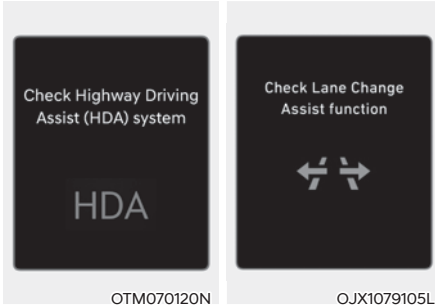 Check Highway Driving
Assist (HDA) system
HDA
OTM070120N
Check Lane Change
Assist function
OJX1079105L